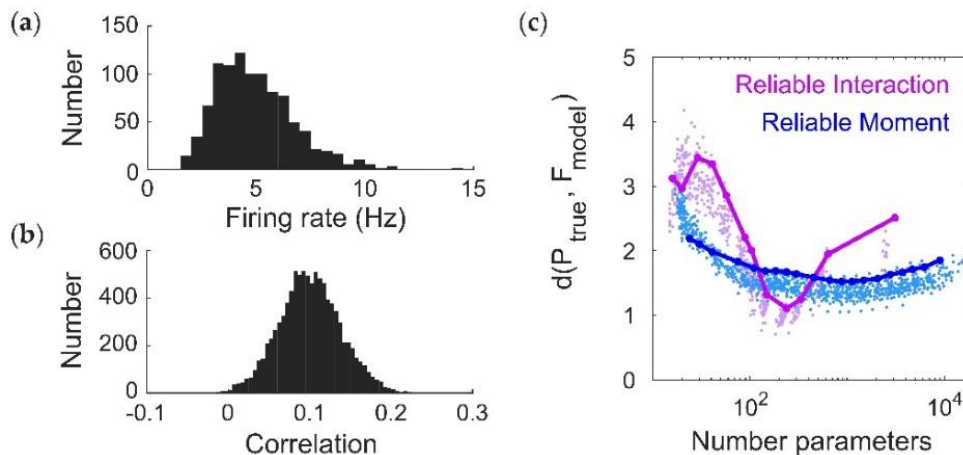 (a)
150
100
50
0
Number
0 5 10 15
Firing rate (Hz)
(b)
600
400
200
0
Number
-0.1 0 0.1 0.2 0.3
Correlation
(c)
5
4
3
2
1
0
d(P_true , F_model)
Reliable Interaction
Reliable Moment
10^2 10^4
Number parameters